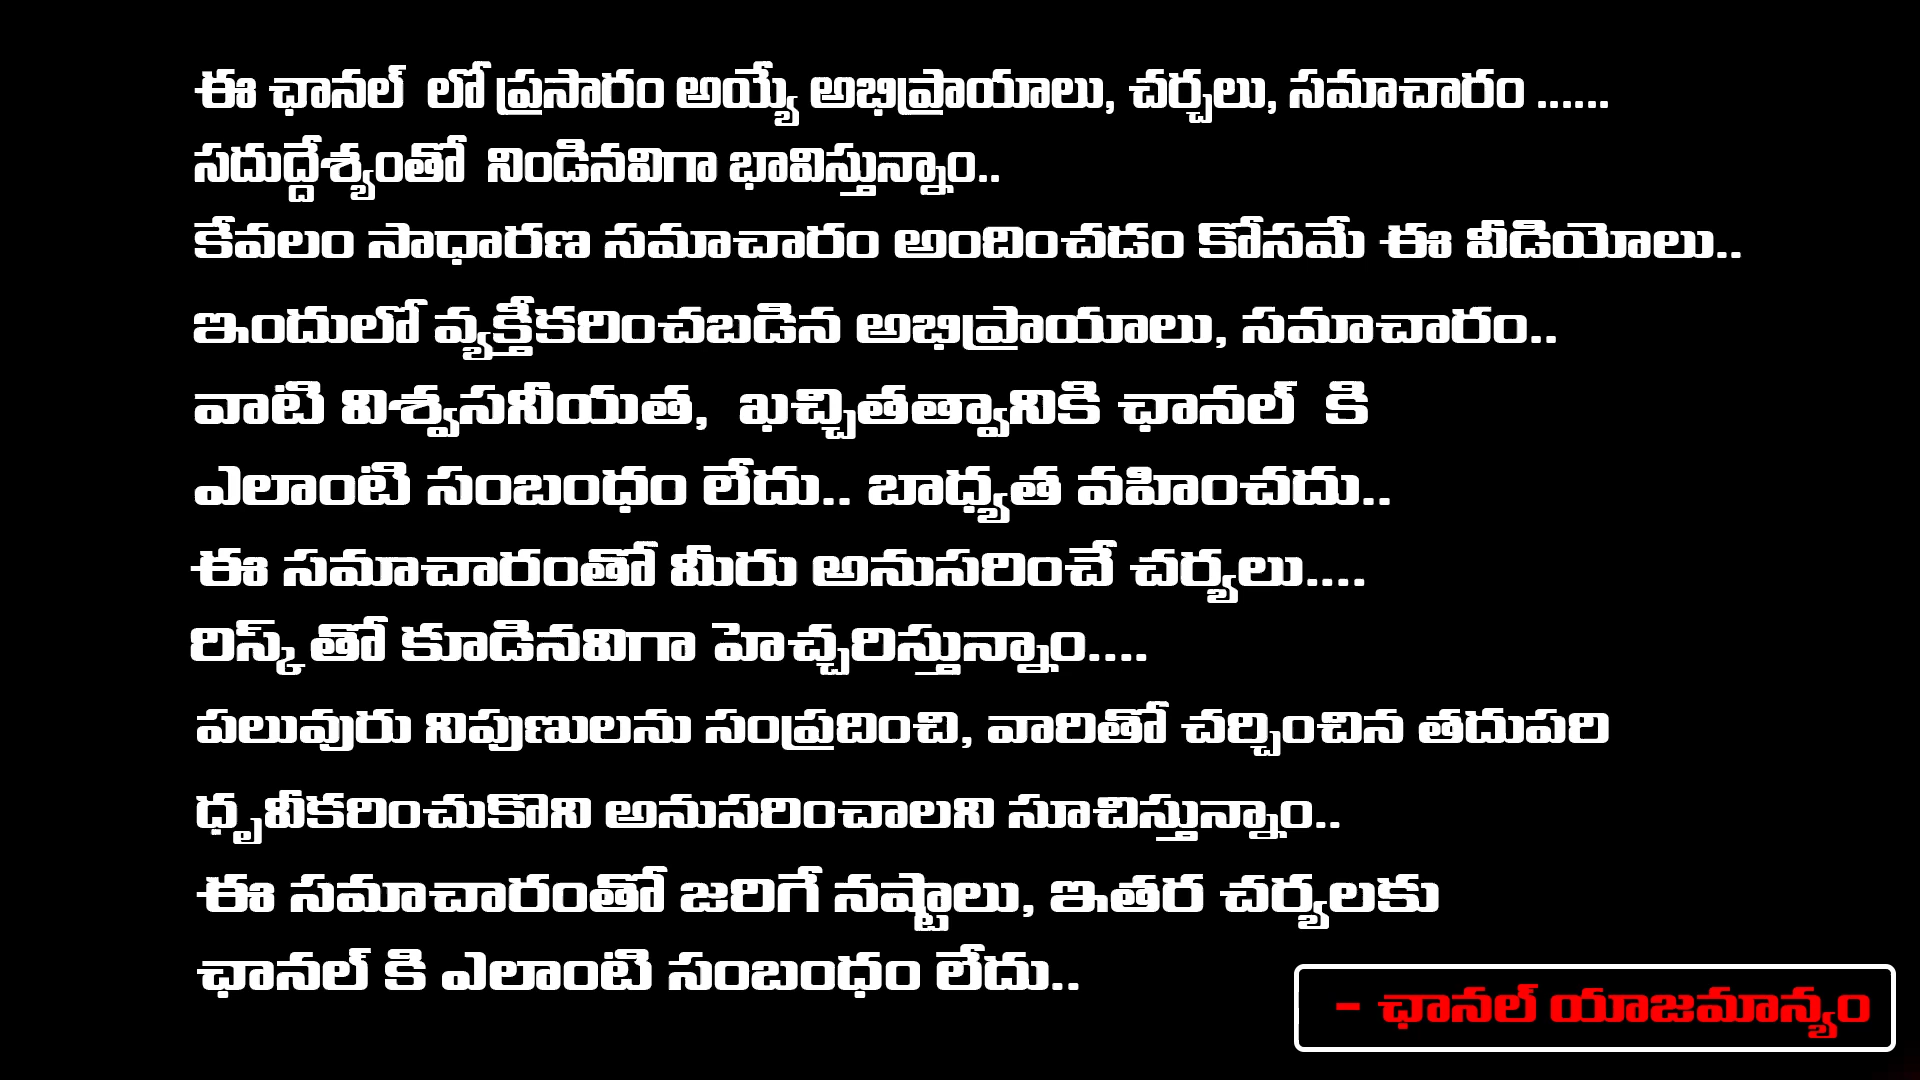 ఈ ఛానల్ లో ప్రసారం అయ్యే అభిప్రాయాలు, చర్చలు, సమాచారం ......
సదుద్దేశ్యంతో నిండినవిగా భావిస్తున్నాం..
కేవలం సాధారణ సమాచారం అందించడం కోసమే ఈ వీడియోలు..
ఇందులో వ్యక్తీకరించబడిన అభిప్రాయాలు, సమాచారం..
వాటి విశ్వసనీయత, ఖచ్చితత్వానికి ఛానల్ కి
ఎలాంటి సంబంధం లేదు.. బాధ్యత వహించదు..
ఈ సమాచారంతో మీరు అనుసరించే చర్యలు....
రిస్క్ తో కూడినవిగా హెచ్చరిస్తున్నాం....
పలువురు నిపుణులను సంప్రదించి, వారితో చర్చించిన తదుపరి
ధృవీకరించుకొని అనుసరించాలని సూచిస్తున్నాం..
ఈ సమాచారంతో జరిగే నష్టాలు, ఇతర చర్యలకు
ఛానల్ కి ఎలాంటి సంబంధం లేదు..
- ఛానల్ యాజమాన్యం